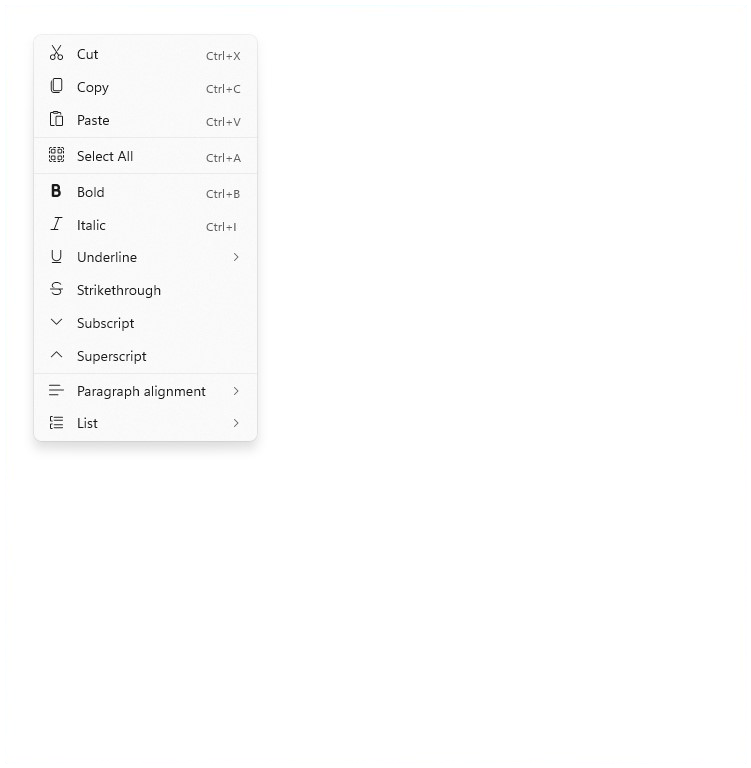 Cut Ctrl+X
Copy Ctrl+C
Paste Ctrl+V
Select All Ctrl+A
Bold Ctrl+B
Italic Ctrl+I
Underline
Strikethrough
Subscript
Superscript
Paragraph alignment
List